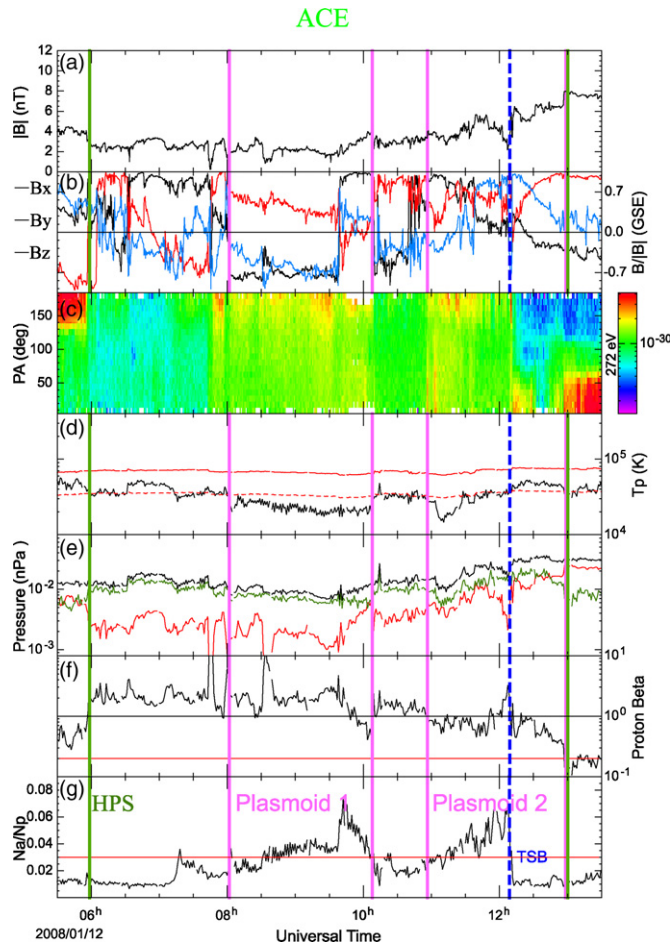 ACE
(a)
|B| (nT)
12
10
8
6
4
2
0
(b)
−Bx
−By
−Bz
0.7
0.0
-0.7
B/|B| (GSE)
(c)
PA (deg)
150
100
50
272 eV
10⁻³⁰
(d)
10⁵
10⁴
Tp (K)
(e)
Pressure (nPa)
10⁻²
10⁻³
(f)
10¹
10⁰
10⁻¹
Proton Beta
(g)
Na/Np
0.08
0.06
0.04
0.02
HPS
Plasmoid 1
Plasmoid 2
TSB
06ʰ
08ʰ
10ʰ
12ʰ
2008/01/12
Universal Time